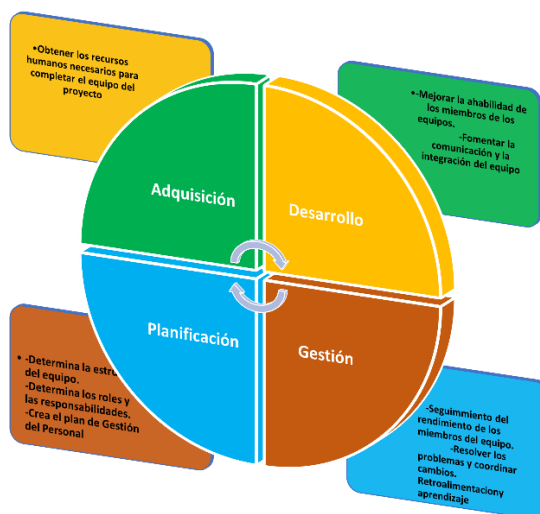 •Obtener los recursos
humanos necesarios para
completar el equipo del
proyecto
•-Mejorar la ahabilidad de
los miembros de los
equipos.
-Fomentar la
comunicación y la
integración del equipo
Adquisición
Desarrollo
Planificación
Gestión
• -Determina la
del equipo.
-Determina los roles y
las responsabilidades.
-Crea el plan de Gestión
del Personal
-Seguimmiento del
rendimiento de los
miembros del equipo.
-Resolver los
problemas y coordinar
cambios.
Retroalimentaciony
aprendizaje